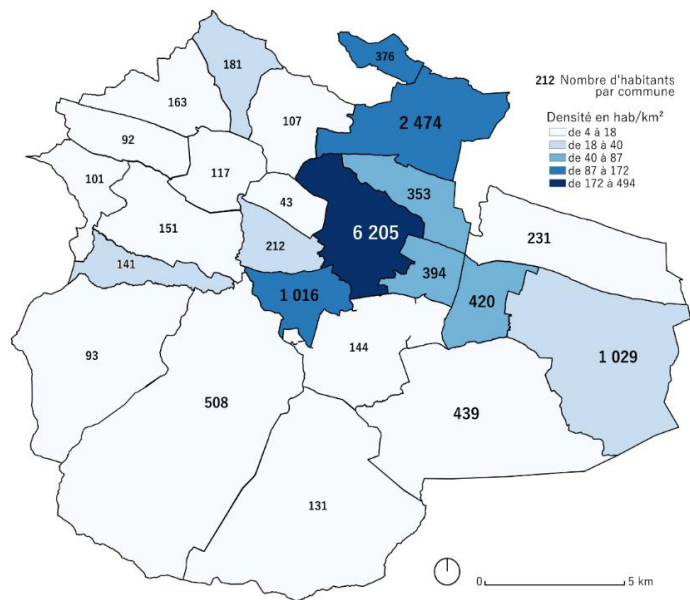 376
181
212 Nombre d'habitants
par commune
163
107
2 474
Densité en hab/km²
de 4 à 18
de 18 à 40
de 40 à 87
de 87 à 172
de 172 à 494
92
117
101
353
43
151
6 205
231
212
141
394
420
1 016
144
93
1 029
508
439
131
0
5 km